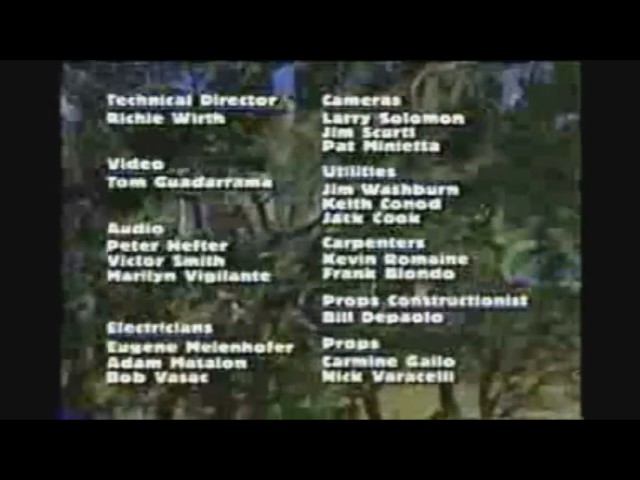 Technical Director
Richie Wirth
Video
Tom Guadarrama
Audio
Peter Hefter
Victor Smith
Marilyn Vigilante
Electricians
Eugene Meienhofer
Adam Matalon
Bob Vasac
Cameras
Larry Solomon
Jim Scurti
Pat Minietta
Utilities
Jim Washburn
Keith Conod
Jack Cook
Carpenters
Kevin Romaine
Frank Biondo
Props Constructionist
Bill Depaolo
Props
Carmine Gallo
Nick Varacelli